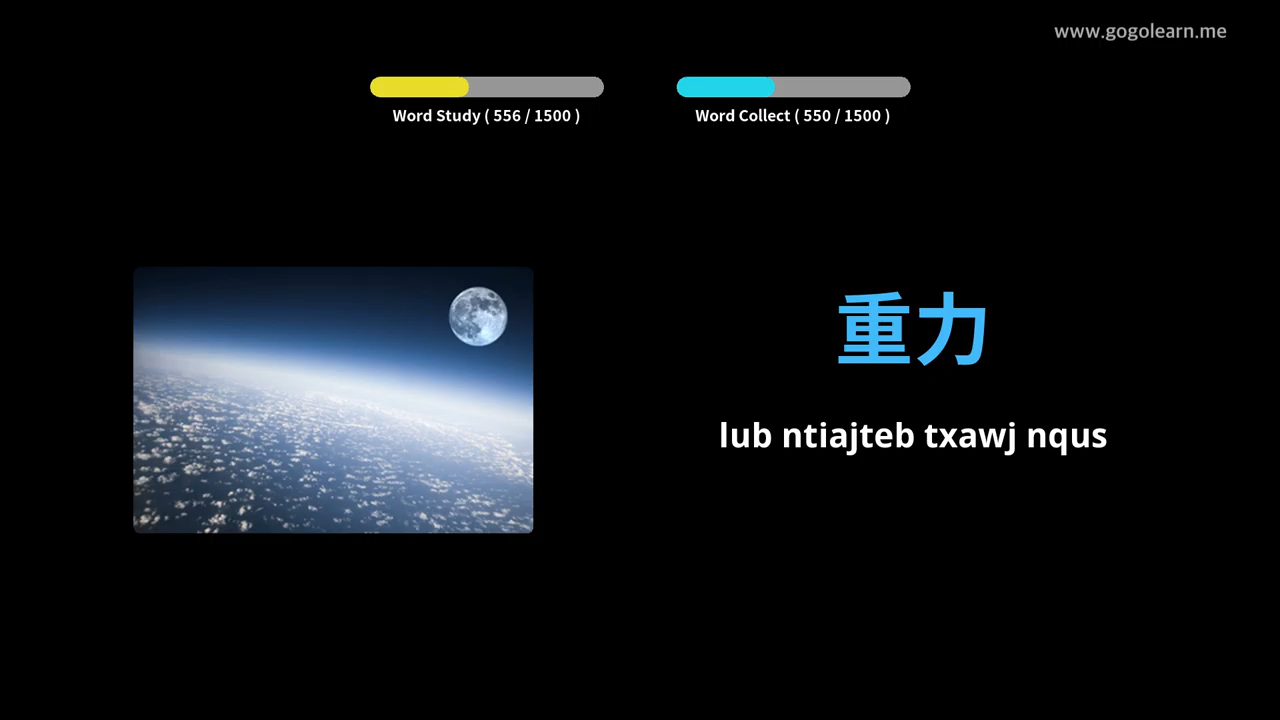 www.gogolearn.me
Word Study ( 556 / 1500 )
Word Collect ( 550 / 1500 )
重力
lub ntiajteb txawj nqus